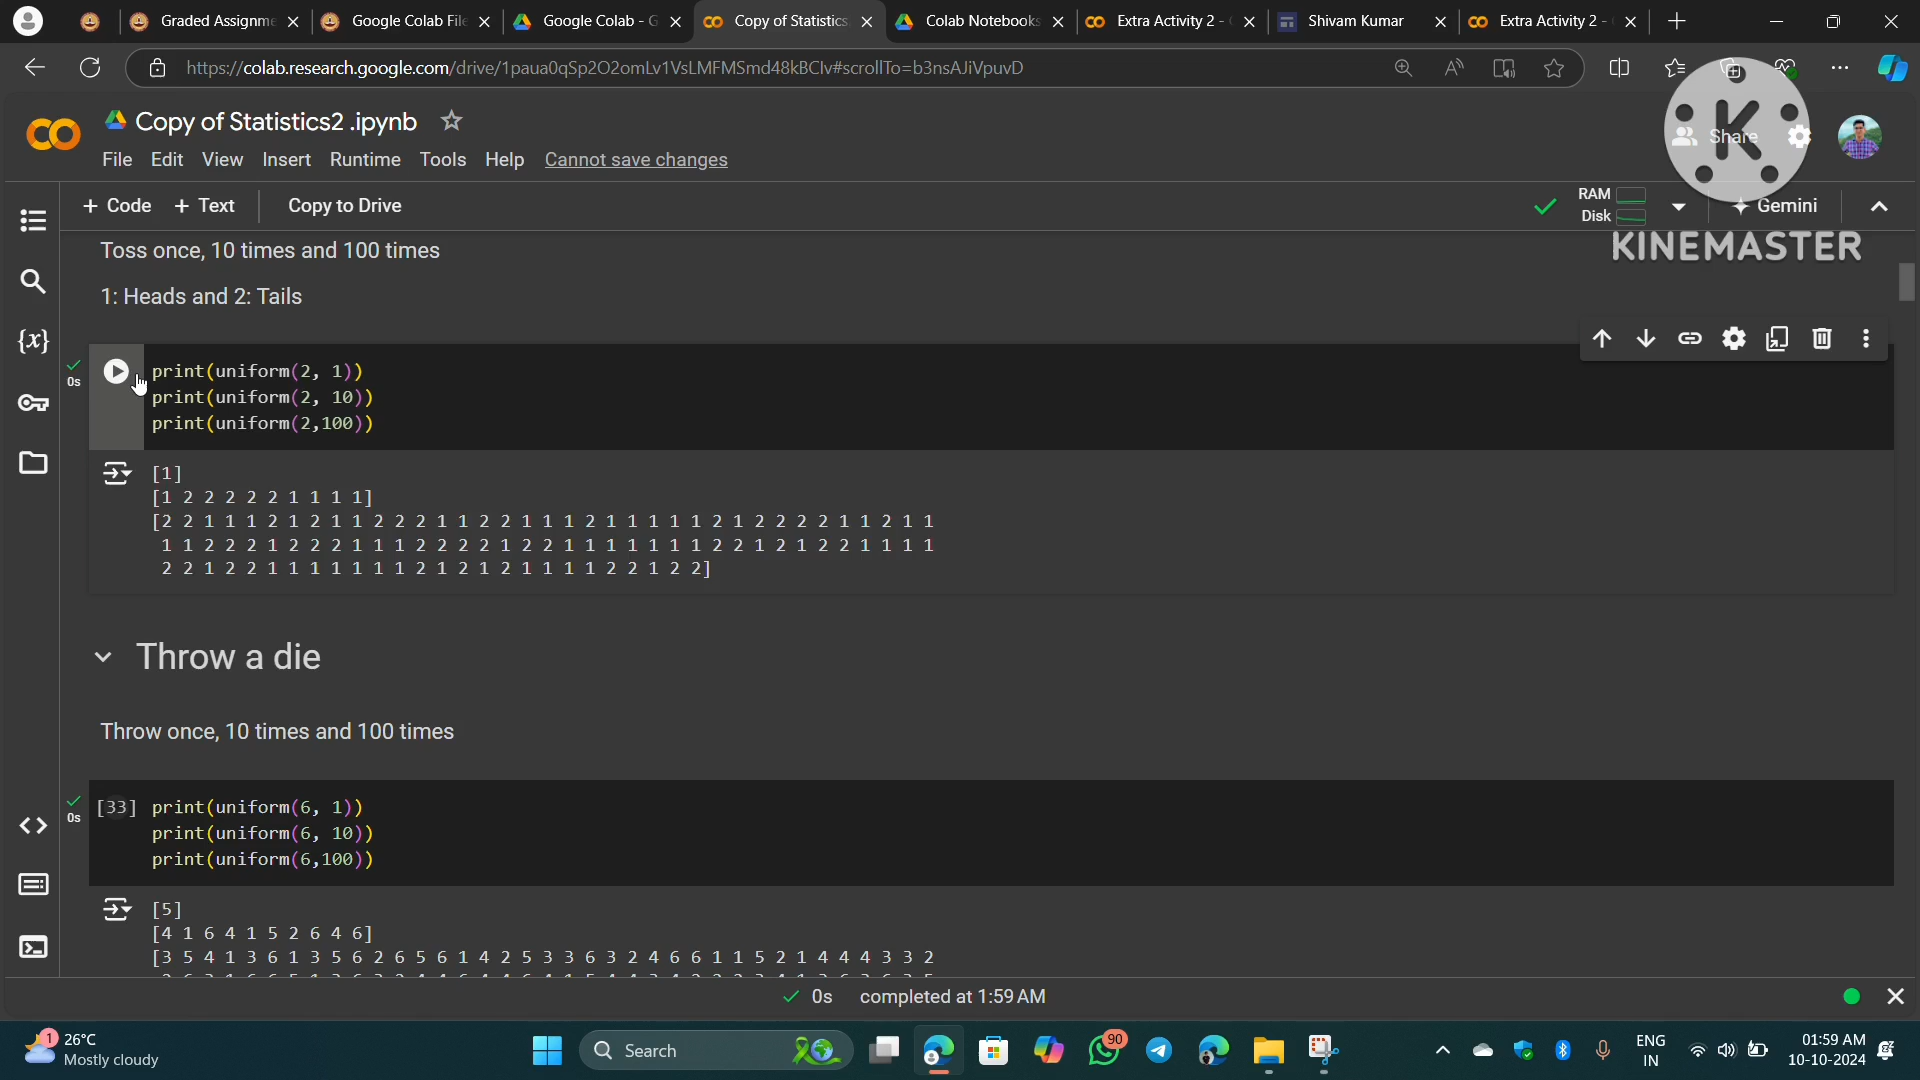 Graded Assignme
Google Colab File
Google Colab - G
Copy of Statistics
Colab Notebooks
Extra Activity 2 -
Shivam Kumar
Extra Activity 2 -
https://colab.research.google.com/drive/1paua0qSp2O2omLv1VsLMFMSmd48kBClv#scrollTo=b3nsAJiVpuvD
Copy of Statistics2 .ipynb
Share
File Edit View Insert Runtime Tools Help Cannot save changes
+ Code + Text Copy to Drive
RAM
Disk
Gemini
KINEMASTER
Toss once, 10 times and 100 times
1: Heads and 2: Tails
0s
print(uniform(2, 1))
print(uniform(2, 10))
print(uniform(2,100))
[1]
[1 2 2 2 2 2 1 1 1 1]
[2 2 1 1 1 2 1 2 1 1 2 2 2 1 1 2 2 1 1 1 2 1 1 1 1 1 2 1 2 2 2 2 1 1 2 1 1
1 1 2 2 2 1 2 2 2 1 1 1 2 2 2 2 1 2 2 1 1 1 1 1 1 1 2 2 1 2 1 2 2 1 1 1 1
2 2 1 2 2 1 1 1 1 1 1 1 2 1 2 1 2 1 1 1 1 2 2 1 2 2]
Throw a die
Throw once, 10 times and 100 times
0s
[33] print(uniform(6, 1))
print(uniform(6, 10))
print(uniform(6,100))
[5]
[4 1 6 4 1 5 2 6 4 6]
[3 5 4 1 3 6 1 3 5 6 2 6 5 6 1 4 2 5 3 3 6 3 2 4 6 6 1 1 5 2 1 4 4 4 3 3 2
0s completed at 1:59 AM
1
26°C
Mostly cloudy
Search
90
ENG
IN
01:59 AM
10-10-2024